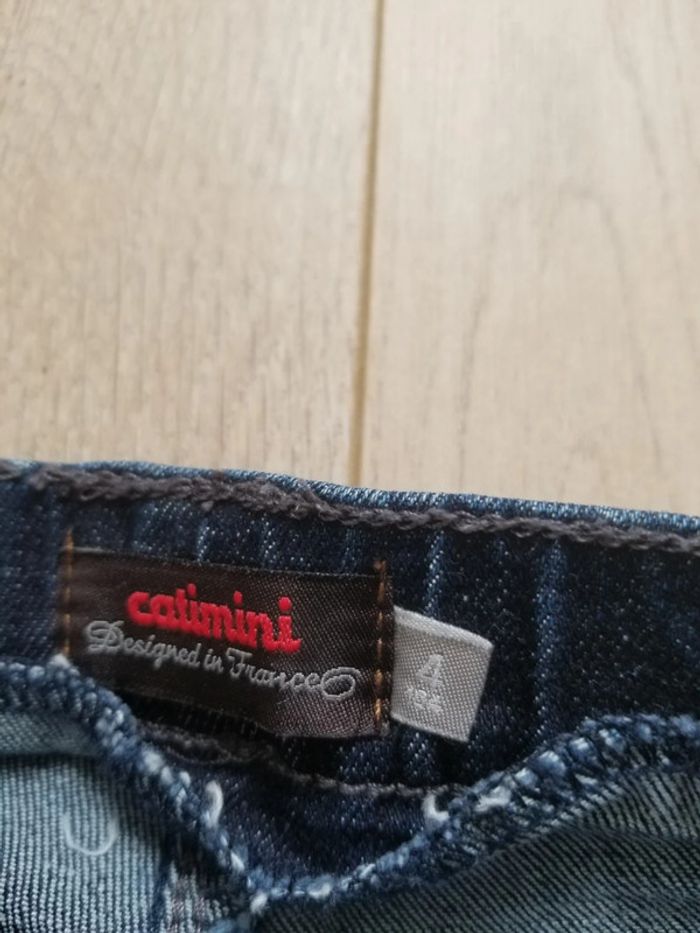 catimini
Designed in France
4